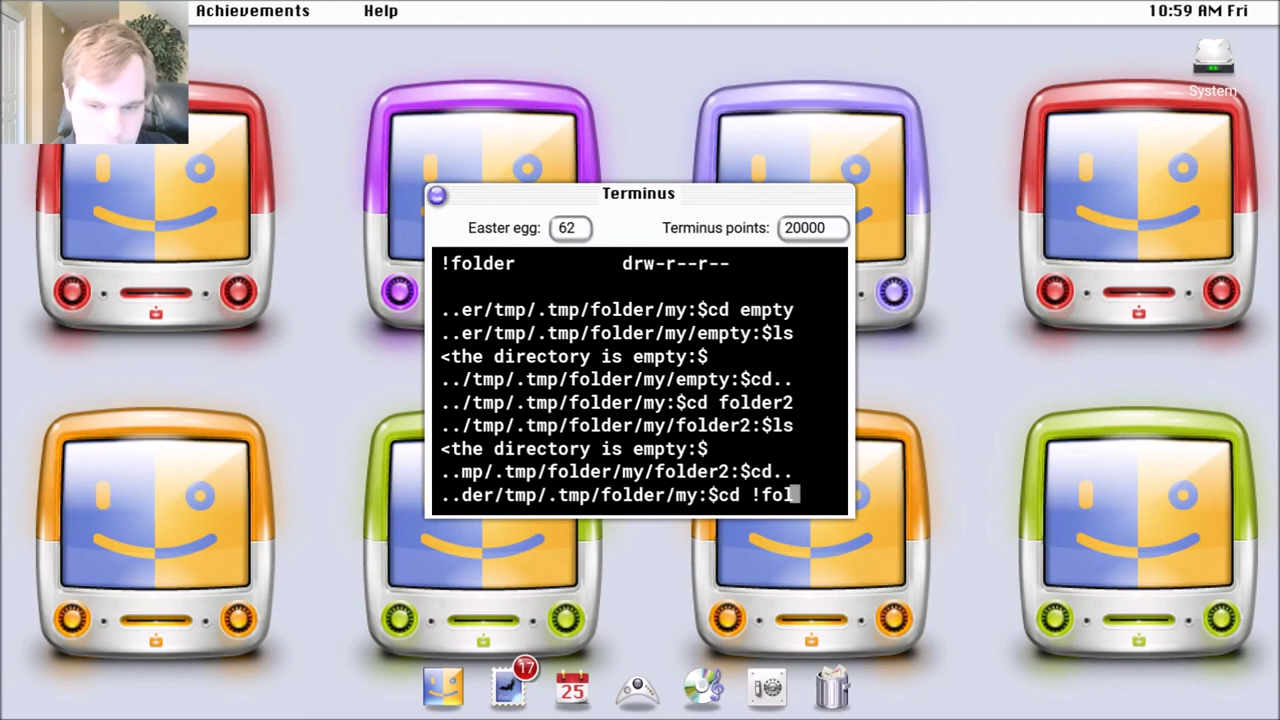 Achievements Help 10:59 AM Fri
System
Terminus
Easter egg: 62 Terminus points: 20000
!folder drw-r--r--
..er/tmp/.tmp/folder/my:$cd empty
..er/tmp/.tmp/folder/my/empty:$ls
<the directory is empty:$
../tmp/.tmp/folder/my/empty:$cd..
../tmp/.tmp/folder/my:$cd folder2
../tmp/.tmp/folder/my/folder2:$ls
<the directory is empty:$
..mp/.tmp/folder/my/folder2:$cd..
..der/tmp/.tmp/folder/my:$cd !fol
17
25